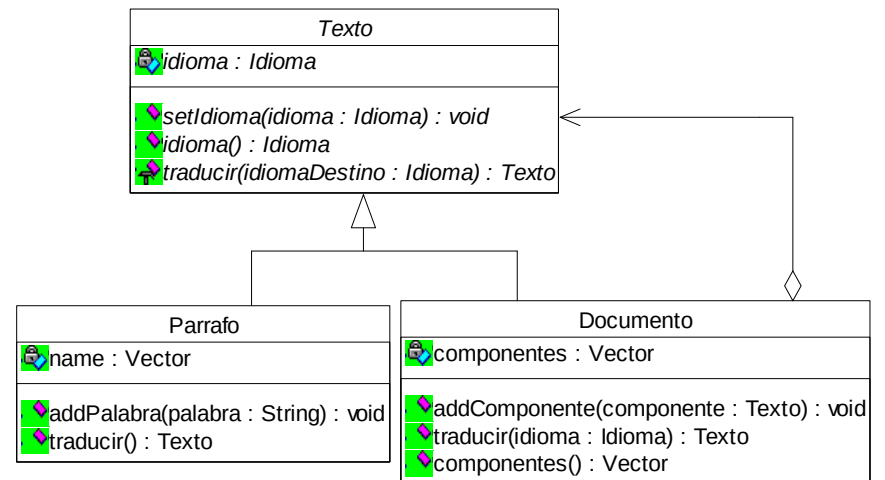 Texto
idioma : Idioma
setIdioma(idioma : Idioma) : void
idioma() : Idioma
traducir(idiomaDestino : Idioma) : Texto
Parrafo
name : Vector
addPalabra(palabra : String) : void
traducir() : Texto
Documento
componentes : Vector
addComponente(componente : Texto) : void
traducir(idioma : Idioma) : Texto
componentes() : Vector